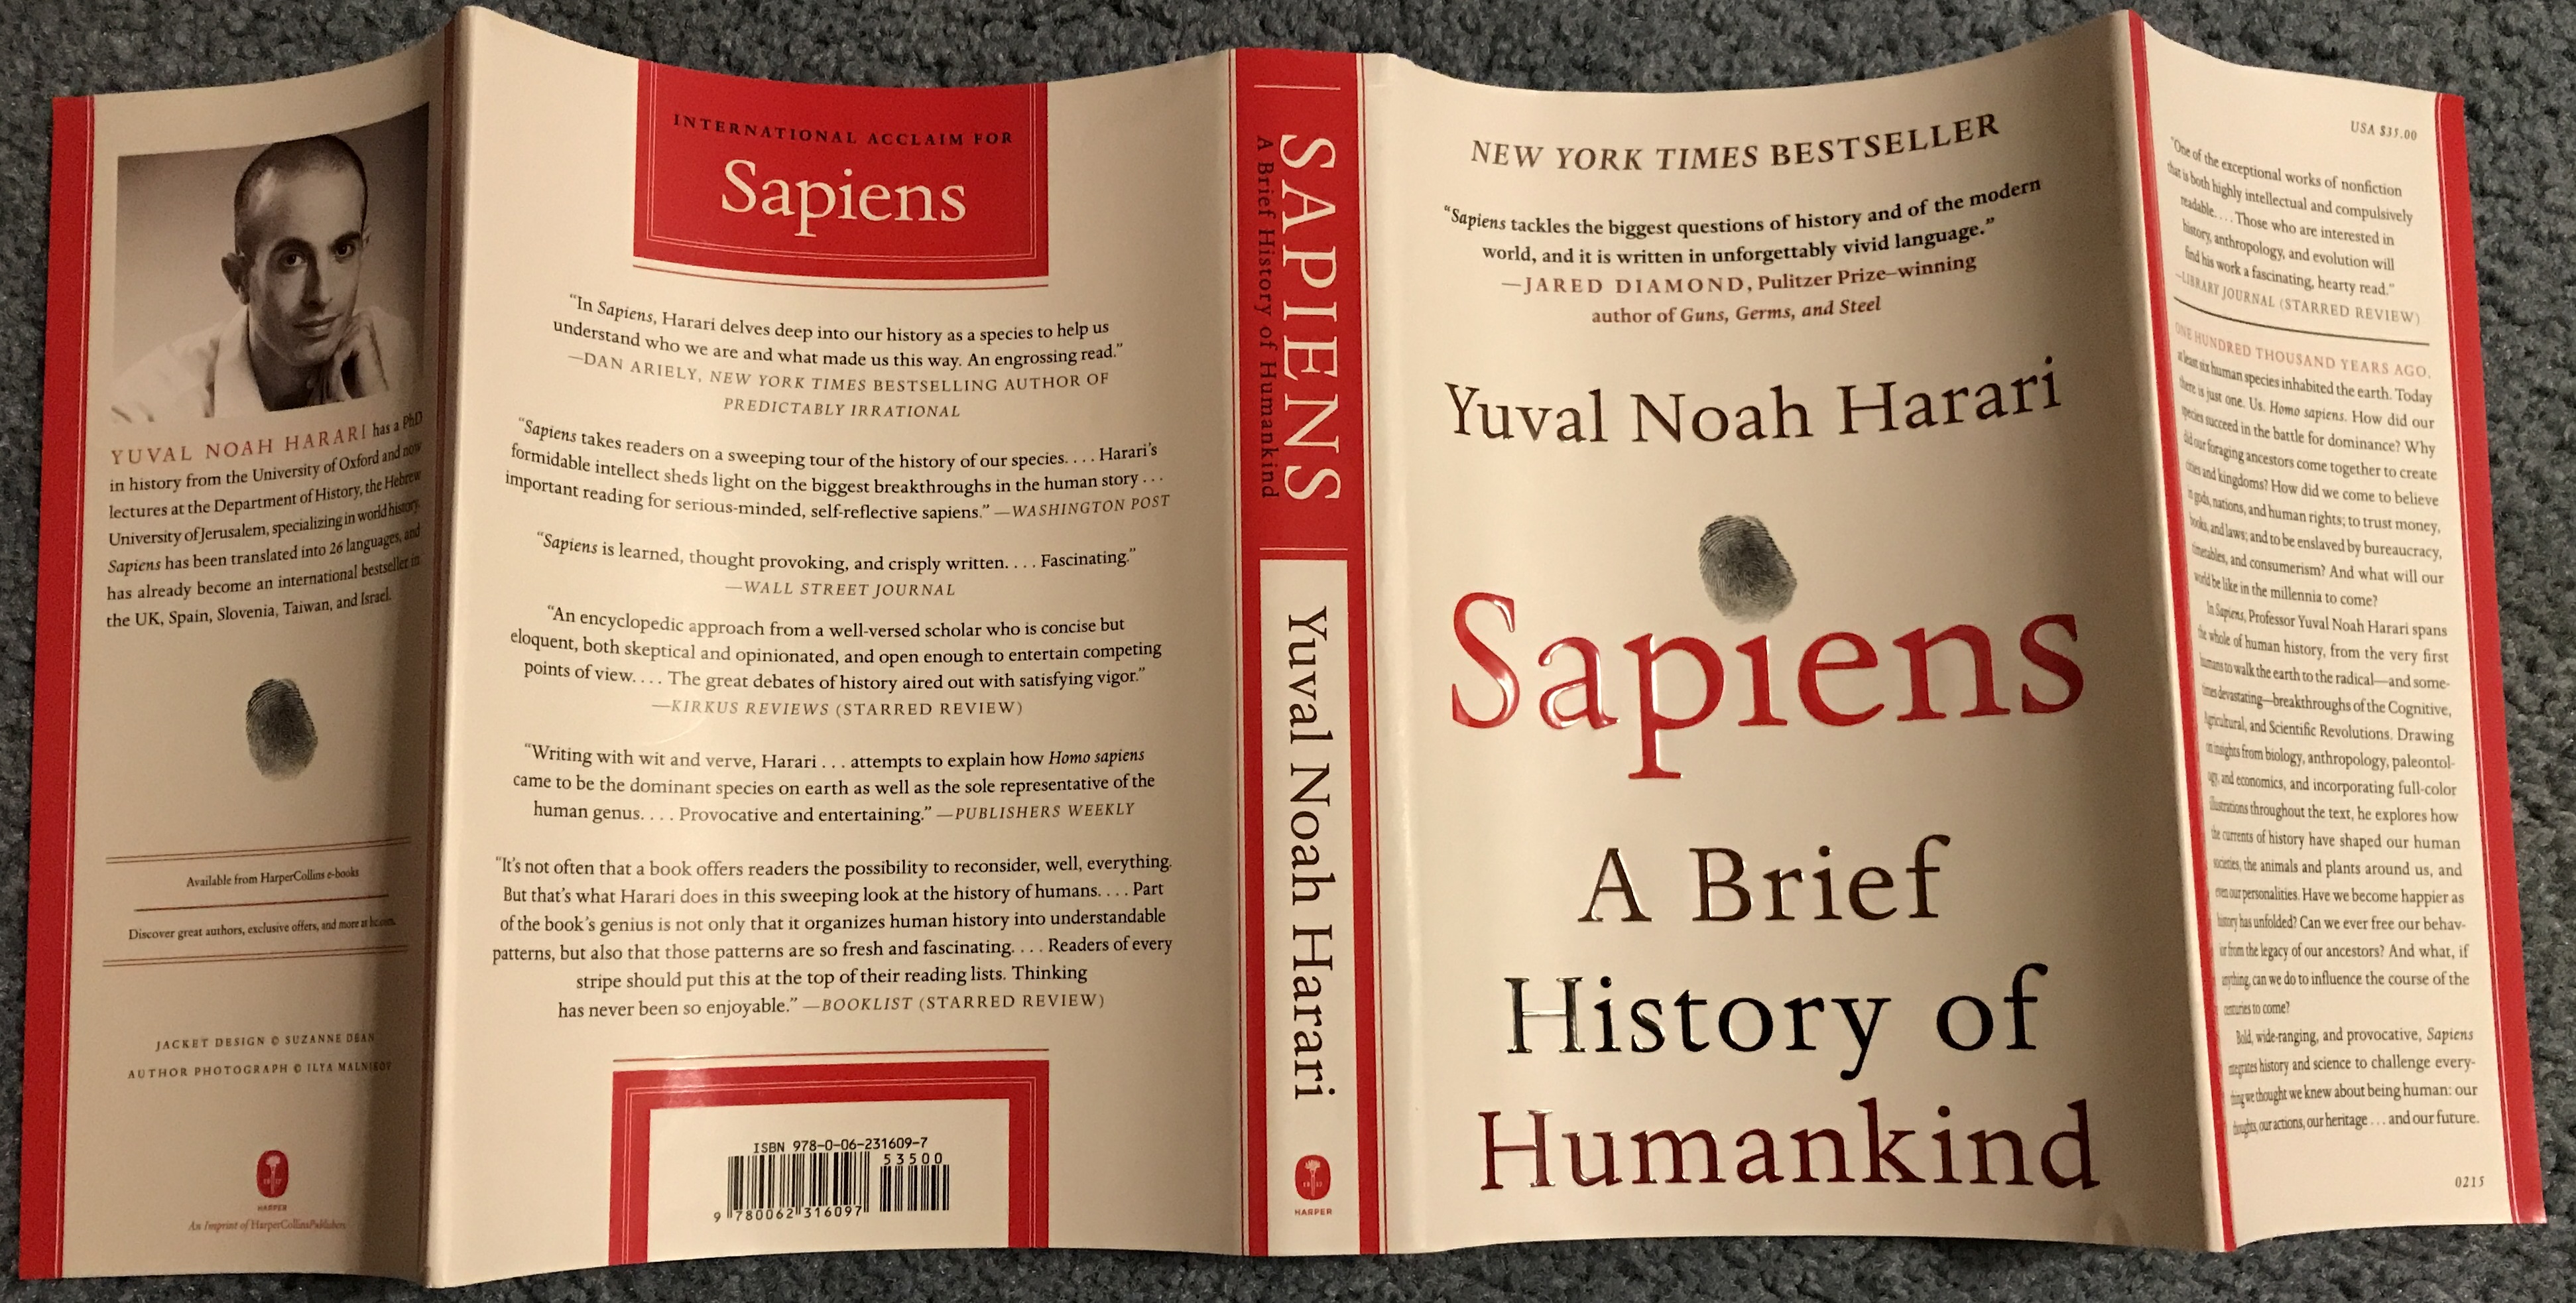 YUVAL NOAH HARARI has a PhD
in history from the University of Oxford and now
lectures at the Department of History, the Hebrew
University of Jerusalem, specializing in world history.
Sapiens has been translated into 26 languages, and
has already become an international bestseller in
the UK, Spain, Slovenia, Taiwan, and Israel.
Available from HarperCollins e-books
Discover great authors, exclusive offers, and more at hc.com.
JACKET DESIGN © SUZANNE DEAN
AUTHOR PHOTOGRAPH © ILYA MALNIKOV
HARPER
An Imprint of HarperCollinsPublishers
INTERNATIONAL ACCLAIM FOR
Sapiens
“In Sapiens, Harari delves deep into our history as a species to help us
understand who we are and what made us this way. An engrossing read.”
—DAN ARIELY, NEW YORK TIMES BESTSELLING AUTHOR OF
PREDICTABLY IRRATIONAL
“Sapiens takes readers on a sweeping tour of the history of our species. . . . Harari’s
formidable intellect sheds light on the biggest breakthroughs in the human story . . .
important reading for serious-minded, self-reflective sapiens.” —WASHINGTON POST
“Sapiens is learned, thought provoking, and crisply written. . . . Fascinating.”
—WALL STREET JOURNAL
“An encyclopedic approach from a well-versed scholar who is concise but
eloquent, both skeptical and opinionated, and open enough to entertain competing
points of view. . . . The great debates of history aired out with satisfying vigor.”
—KIRKUS REVIEWS (STARRED REVIEW)
“Writing with wit and verve, Harari . . . attempts to explain how Homo sapiens
came to be the dominant species on earth as well as the sole representative of the
human genus. . . . Provocative and entertaining.” —PUBLISHERS WEEKLY
“It’s not often that a book offers readers the possibility to reconsider, well, everything.
But that’s what Harari does in this sweeping look at the history of humans. . . . Part
of the book’s genius is not only that it organizes human history into understandable
patterns, but also that those patterns are so fresh and fascinating. . . . Readers of every
stripe should put this at the top of their reading lists. Thinking
has never been so enjoyable.” —BOOKLIST (STARRED REVIEW)
ISBN 978-0-06-231609-7
53500
9 780062 316097
SAPIENS
A Brief History of Humankind
Yuval Noah Harari
HARPER
NEW YORK TIMES BESTSELLER
“Sapiens tackles the biggest questions of history and of the modern
world, and it is written in unforgettably vivid language.”
—JARED DIAMOND, Pulitzer Prize–winning
author of Guns, Germs, and Steel
Yuval Noah Harari
Sapiens
A Brief
History of
Humankind
USA $35.00
“One of the exceptional works of nonfiction
that is both highly intellectual and compulsively
readable. . . . Those who are interested in
history, anthropology, and evolution will
find his work a fascinating, hearty read.”
—LIBRARY JOURNAL (STARRED REVIEW)
ONE HUNDRED THOUSAND YEARS AGO,
at least six human species inhabited the earth. Today
there is just one. Us. Homo sapiens. How did our
species succeed in the battle for dominance? Why
did our foraging ancestors come together to create
cities and kingdoms? How did we come to believe
in gods, nations, and human rights; to trust money,
books, and laws; and to be enslaved by bureaucracy,
timetables, and consumerism? And what will our
world be like in the millennia to come?
In Sapiens, Professor Yuval Noah Harari spans
the whole of human history, from the very first
humans to walk the earth to the radical—and some-
times devastating—breakthroughs of the Cognitive,
Agricultural, and Scientific Revolutions. Drawing
on insights from biology, anthropology, paleontol-
ogy, and economics, and incorporating full-color
illustrations throughout the text, he explores how
the currents of history have shaped our human
societies, the animals and plants around us, and
even our personalities. Have we become happier as
history has unfolded? Can we ever free our behav-
ior from the legacy of our ancestors? And what, if
anything, can we do to influence the course of the
centuries to come?
Bold, wide-ranging, and provocative, Sapiens
integrates history and science to challenge every-
thing we thought we knew about being human: our
thoughts, our actions, our heritage . . . and our future.
0215